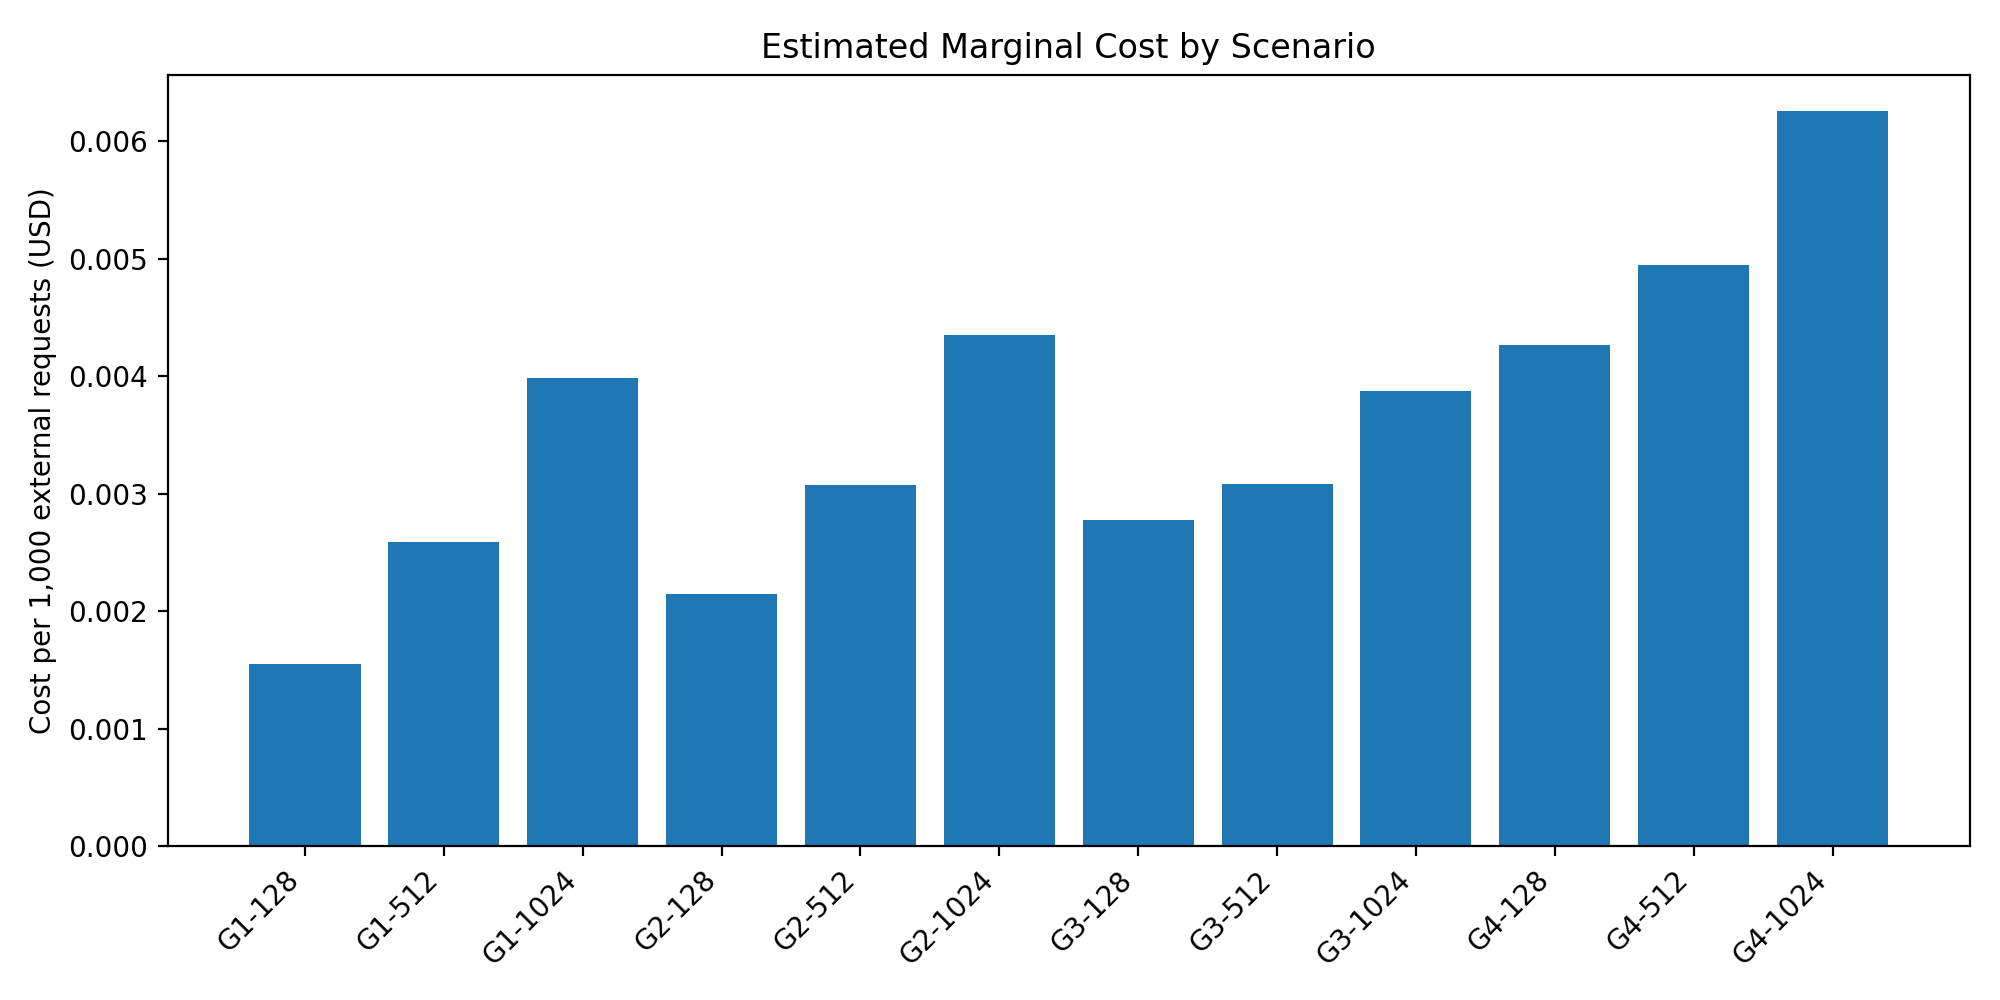 Estimated Marginal Cost by Scenario
Cost per 1,000 external requests (USD)
0.006
0.005
0.004
0.003
0.002
0.001
0.000
G1-128
G1-512
G1-1024
G2-128
G2-512
G2-1024
G3-128
G3-512
G3-1024
G4-128
G4-512
G4-1024